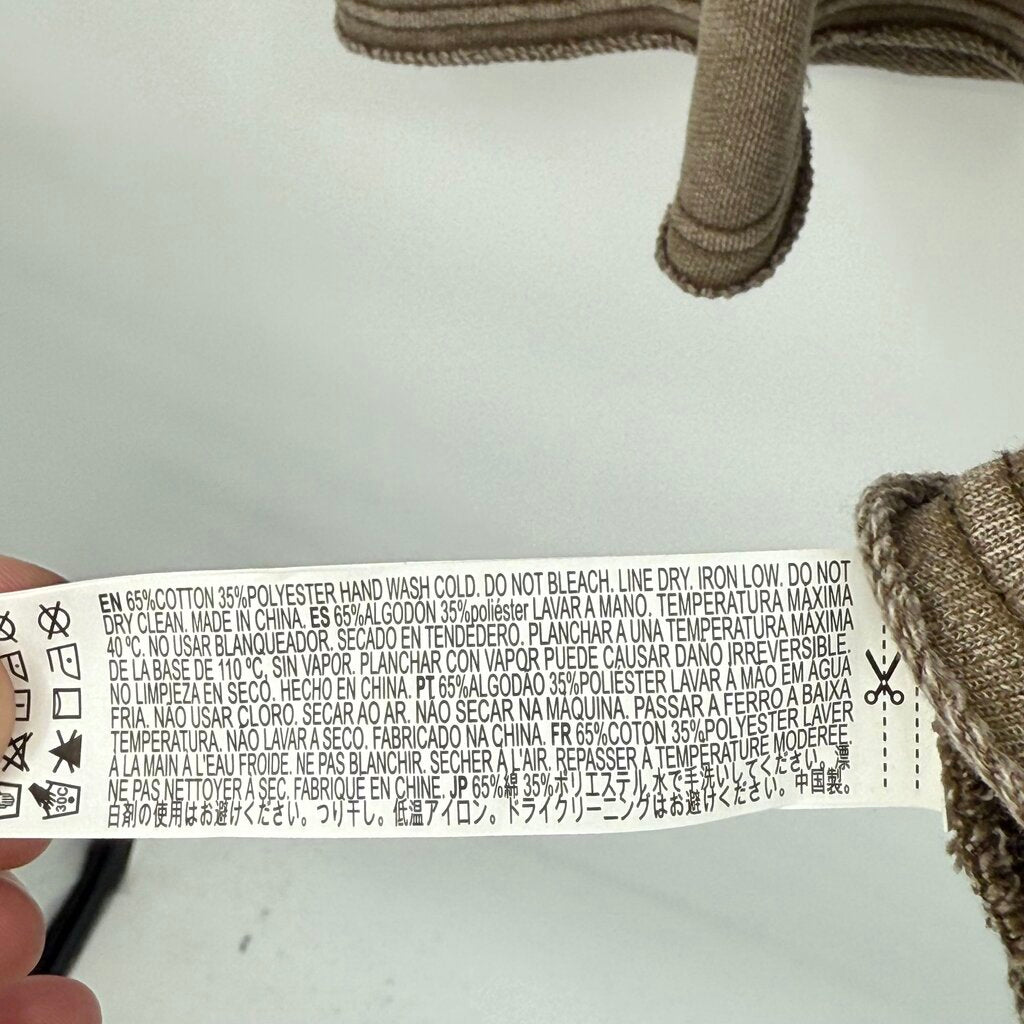 EN 65%COTTON 35%POLYESTER HAND WASH COLD. DO NOT BLEACH. LINE DRY. IRON LOW. DO NOT
DRY CLEAN. MADE IN CHINA. ES 65%ALGODÓN 35%poliéster LAVAR A MANO. TEMPERATURA MÁXIMA
40 ºC. NO USAR BLANQUEADOR. SECADO EN TENDEDERO. PLANCHAR A UNA TEMPERATURA MÁXIMA
DE LA BASE DE 110 ºC, SIN VAPOR. PLANCHAR CON VAPOR PUEDE CAUSAR DAÑO IRREVERSIBLE.
NO LIMPIEZA EN SECO. HECHO EN CHINA. PT 65%ALGODÃO 35%POLIÉSTER LAVAR À MÃO EM ÁGUA
FRIA. NÃO USAR CLORO. SECAR AO AR. NÃO SECAR NA MÁQUINA. PASSAR A FERRO A BAIXA
TEMPERATURA. NÃO LAVAR A SECO. FABRICADO NA CHINA. FR 65%COTON 35%POLYESTER LAVER
À LA MAIN À L'EAU FROIDE. NE PAS BLANCHIR. SÉCHER À L'AIR. REPASSER À TEMPÉRATURE MODÉRÉE.
NE PAS NETTOYER À SEC. FABRIQUÉ EN CHINE. JP 65%綿 35%ポリエステル 水で手洗いしてください。漂
白剤の使用はお避けください。つり干し。低温アイロン。ドライクリーニングはお避けください。中国製。
30C